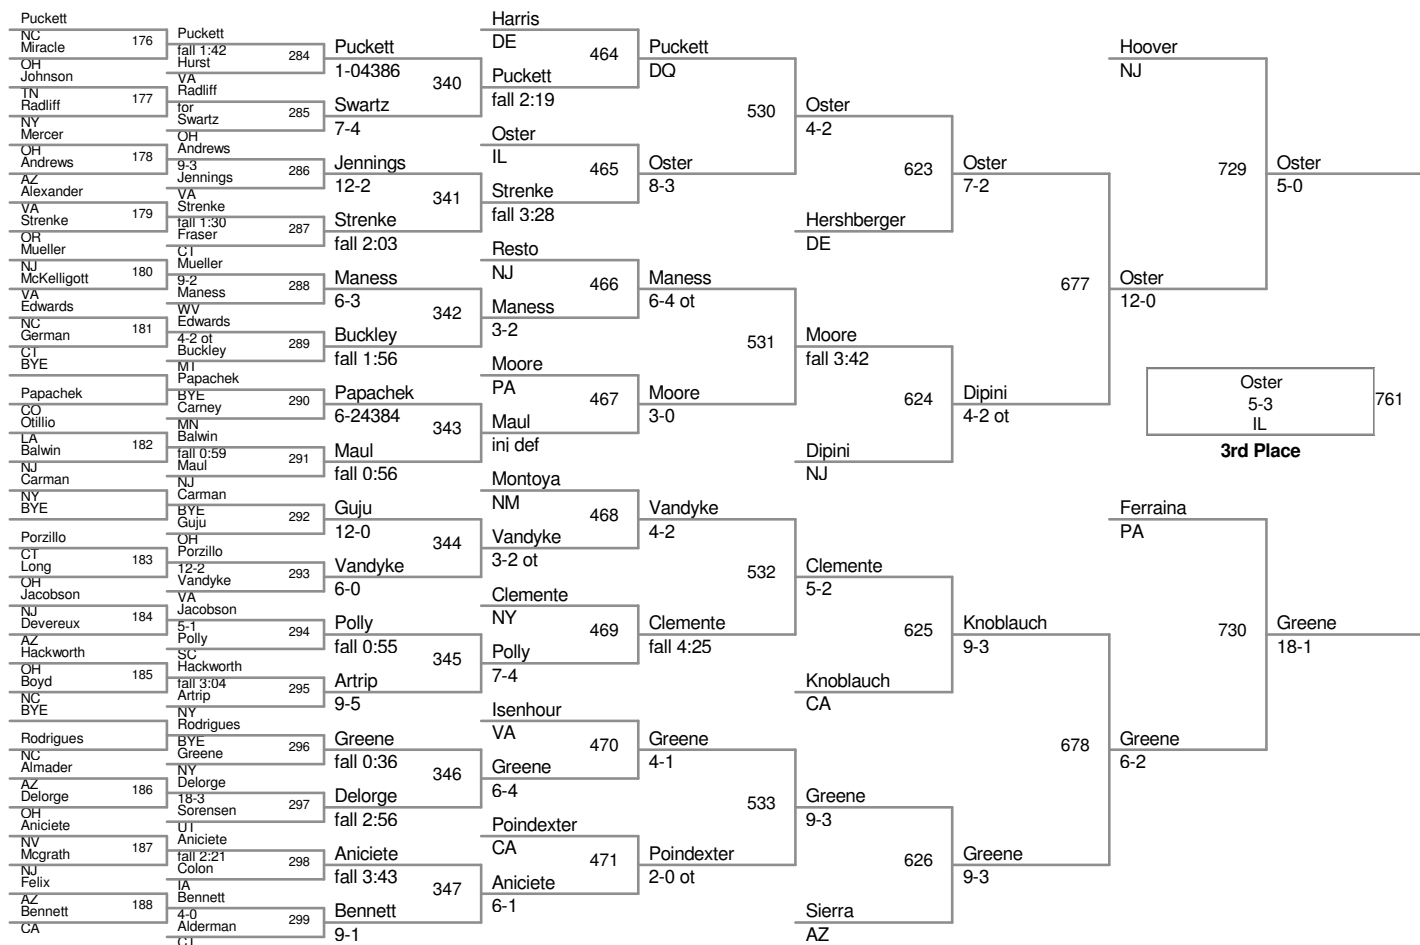 Puckett
NC
Miracle
176
OH
Johnson
TN
Radliff
177
NY
Mercer
OH
Andrews
178
AZ
Alexander
VA
Strenke
179
OR
Mueller
NJ
McKelligott
180
VA
Edwards
NC
German
181
CT
BYE
Papachek
CO
Otillio
LA
Balwin
182
NJ
Carman
NY
BYE
Porzillo
CT
Long
183
OH
Jacobson
NJ
Devereux
184
AZ
Hackworth
OH
Boyd
185
NC
BYE
Rodrigues
NC
Almader
AZ
Delorge
186
OH
Aniciete
NV
Mcgrath
187
NJ
Felix
AZ
Bennett
188
CA
Puckett
fall 1:42
Hurst
284
VA
Radliff
for
Swartz
285
OH
Andrews
9-3
Jennings
286
VA
Strenke
fall 1:30
Fraser
287
CT
Mueller
9-2
Maness
288
WV
Edwards
4-2 ot
Buckley
289
MT
Papachek
BYE
Carney
290
MN
Balwin
fall 0:59
Maul
291
NJ
Carman
BYE
Guju
292
OH
Porzillo
12-2
Vandyke
293
VA
Jacobson
5-1
Polly
294
SC
Hackworth
fall 3:04
Artrip
295
NY
Rodrigues
BYE
Greene
296
NY
Delorge
18-3
Sorensen
297
UT
Aniciete
fall 2:21
Colon
298
IA
Bennett
4-0
Alderman
299
CT
Puckett
1-04386
340
Swartz
7-4
Jennings
12-2
341
Strenke
fall 2:03
Maness
6-3
342
Buckley
fall 1:56
Papachek
6-24384
343
Maul
fall 0:56
Guju
12-0
344
Vandyke
6-0
Polly
fall 0:55
345
Artrip
9-5
Greene
fall 0:36
346
Delorge
fall 2:56
Aniciete
fall 3:43
347
Bennett
9-1
Harris
DE
464
Puckett
fall 2:19
Oster
IL
465
Strenke
fall 3:28
Resto
NJ
466
Maness
3-2
Moore
PA
467
Maul
inj def
Montoya
NM
468
Vandyke
3-2 ot
Clemente
NY
469
Polly
7-4
Isenhour
VA
470
Greene
6-4
Poindexter
CA
471
Aniciete
6-1
Puckett
DQ
530
Oster
8-3
Maness
6-4 ot
531
Moore
3-0
Vandyke
4-2
532
Clemente
fall 4:25
Greene
4-1
533
Poindexter
2-0 ot
Oster
4-2
623
Hershberger
DE
Moore
fall 3:42
624
Dipini
NJ
Clemente
5-2
625
Knoblauch
CA
Greene
9-3
626
Sierra
AZ
Oster
7-2
677
Dipini
4-2 ot
Knoblauch
9-3
678
Greene
9-3
Hoover
NJ
729
Oster
12-0
Ferraina
PA
730
Greene
6-2
Oster
5-0
Greene
18-1
Oster
5-3
IL
761
3rd Place